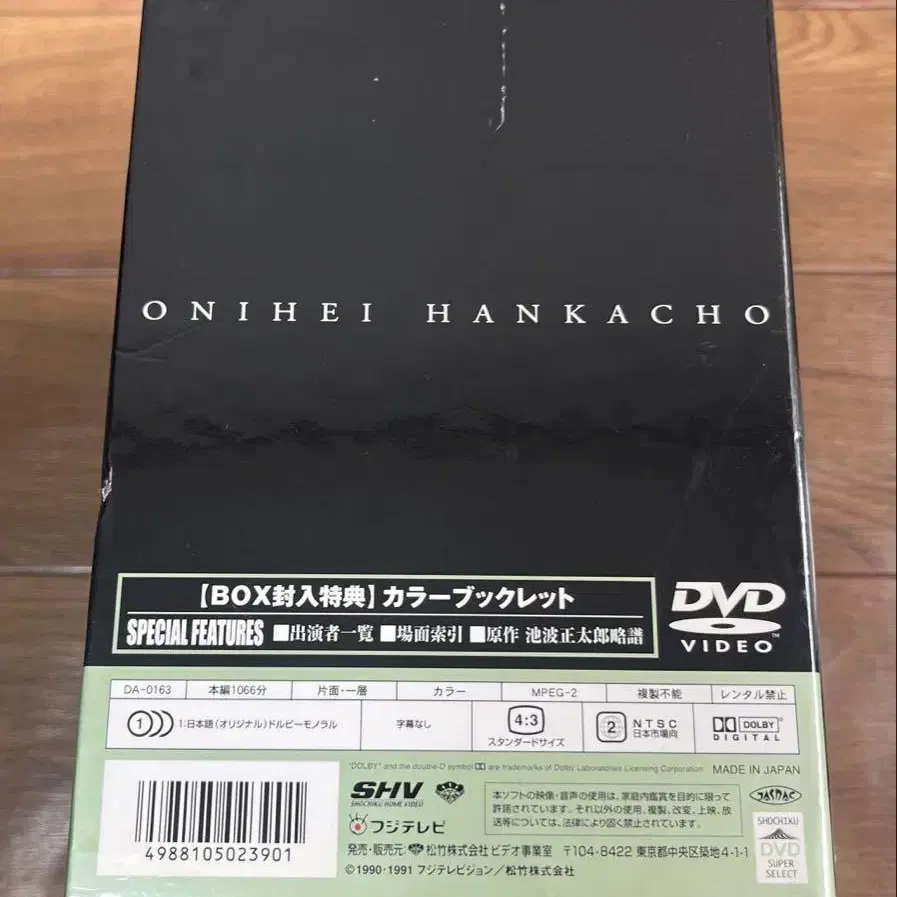 ONIHEI HANKACHO
【BOX封入特典】カラーブックレット
SPECIAL FEATURES ■出演者一覧 ■場面索引 ■原作 池波正太郎略譜
DVD
VIDEO™
DA-0163 本編1066分 片面・一層 カラー MPEG-2 複製不能 レンタル禁止
1 1:日本語(オリジナル)ドルビーモノラル 字幕なし 4:3 スタンダードサイズ 2 NTSC 日本市場向 DOLBY DIGITAL
"DOLBY" and the double-D symbol are trademarks of Dolby Laboratories Licensing Corporation MADE IN JAPAN
SHV
SHOCHIKU HOME VIDEO
フジテレビ
本ソフトの映像・音声の使用は、家庭内鑑賞を目的に限って
許諾されています。それ以外の使用、複製、改変、上映、放
送等については、法律により固く禁止されています。
JASRAC
SHOCHIKU
DVD
SUPER
SELECT
発売・販売元: 松竹株式会社 ビデオ事業室 〒104-8422 東京都中央区築地4-1-1
©1990・1991 フジテレビジョン/松竹株式会社
4988105023901